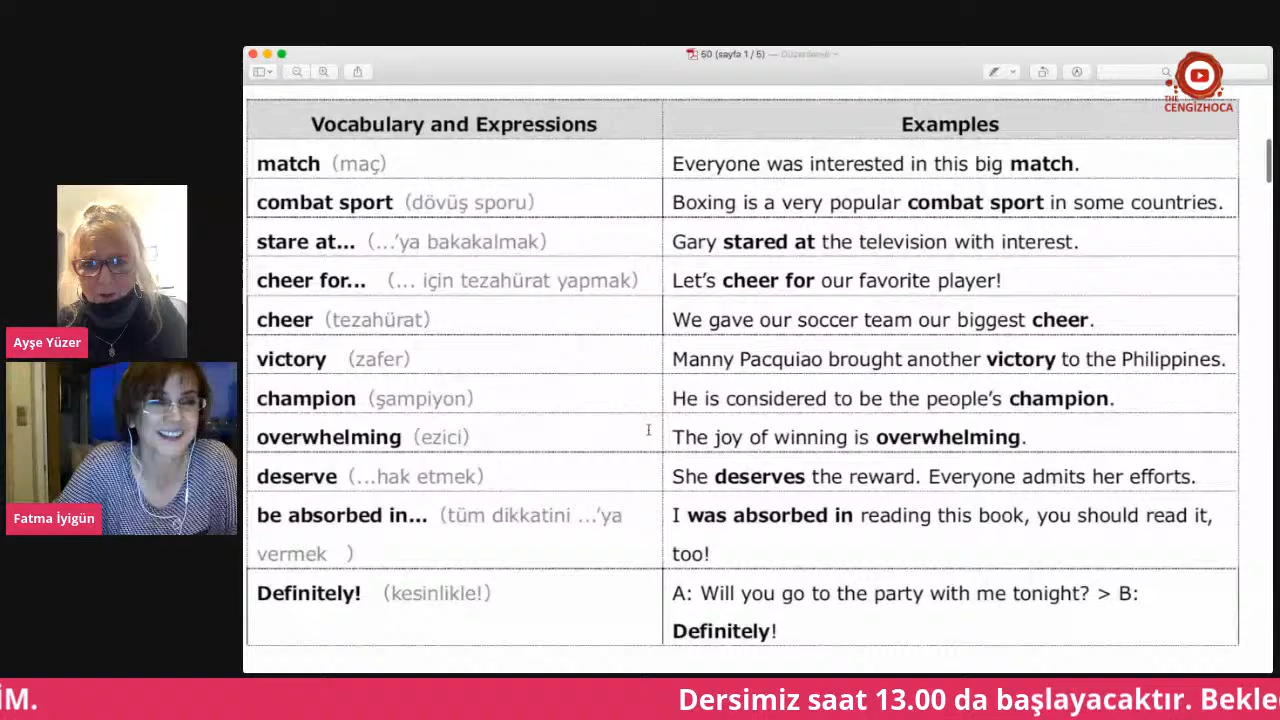 50 (sayfa 1 / 5) — Düzenlendi
THE
CENGİZHOCA
Vocabulary and Expressions Examples
match (maç) Everyone was interested in this big match.
combat sport (dövüş sporu) Boxing is a very popular combat sport in some countries.
stare at... (...’ya bakakalmak) Gary stared at the television with interest.
cheer for... (... için tezahürat yapmak) Let’s cheer for our favorite player!
cheer (tezahürat) We gave our soccer team our biggest cheer.
victory (zafer) Manny Pacquiao brought another victory to the Philippines.
champion (şampiyon) He is considered to be the people’s champion.
overwhelming (ezici) The joy of winning is overwhelming.
deserve (...hak etmek) She deserves the reward. Everyone admits her efforts.
be absorbed in... (tüm dikkatini ...’ya I was absorbed in reading this book, you should read it,
vermek ) too!
Definitely! (kesinlikle!) A: Will you go to the party with me tonight? > B:
Definitely!
Ayşe Yüzer
Fatma İyigün
İM. Dersimiz saat 13.00 da başlayacaktır. Bekle